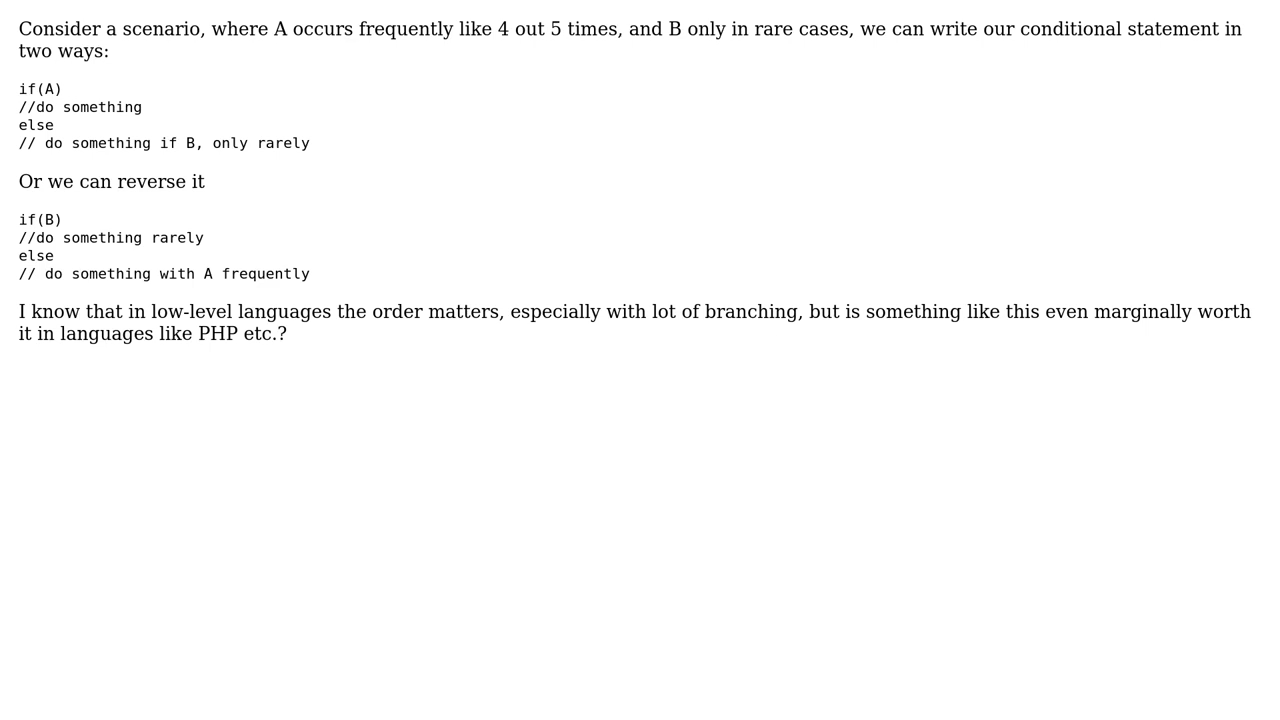 Consider a scenario, where A occurs frequently like 4 out 5 times, and B only in rare cases, we can write our conditional statement in
two ways:
if(A)
//do something
else
// do something if B, only rarely
Or we can reverse it
if(B)
//do something rarely
else
// do something with A frequently
I know that in low-level languages the order matters, especially with lot of branching, but is something like this even marginally worth
it in languages like PHP etc.?